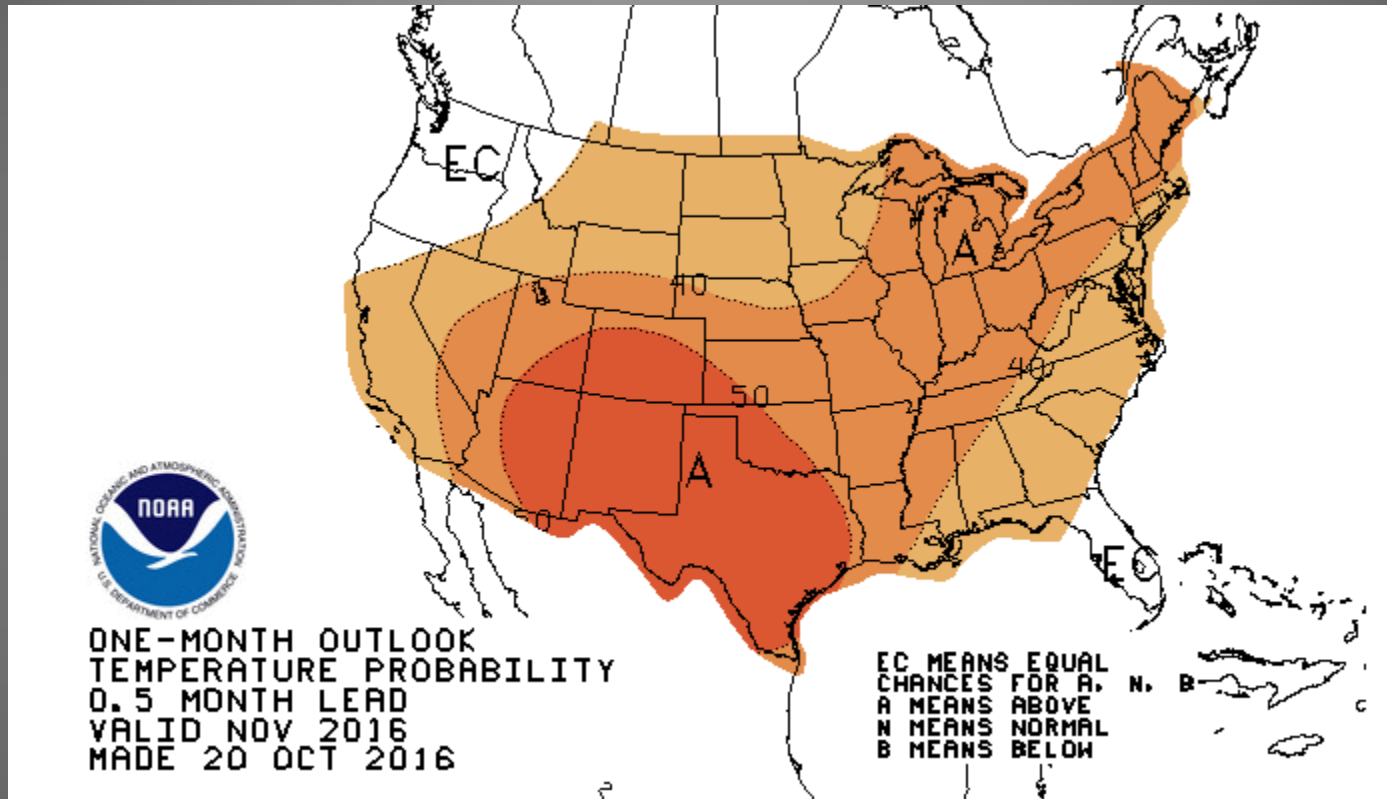 EC
A
40
40
50
A
50
EC
NOAA
NATIONAL OCEANIC AND ATMOSPHERIC ADMINISTRATION
U.S. DEPARTMENT OF COMMERCE
ONE-MONTH OUTLOOK
TEMPERATURE PROBABILITY
0.5 MONTH LEAD
VALID NOV 2016
MADE 20 OCT 2016
EC MEANS EQUAL
CHANCES FOR A, N, B
A MEANS ABOVE
N MEANS NORMAL
B MEANS BELOW